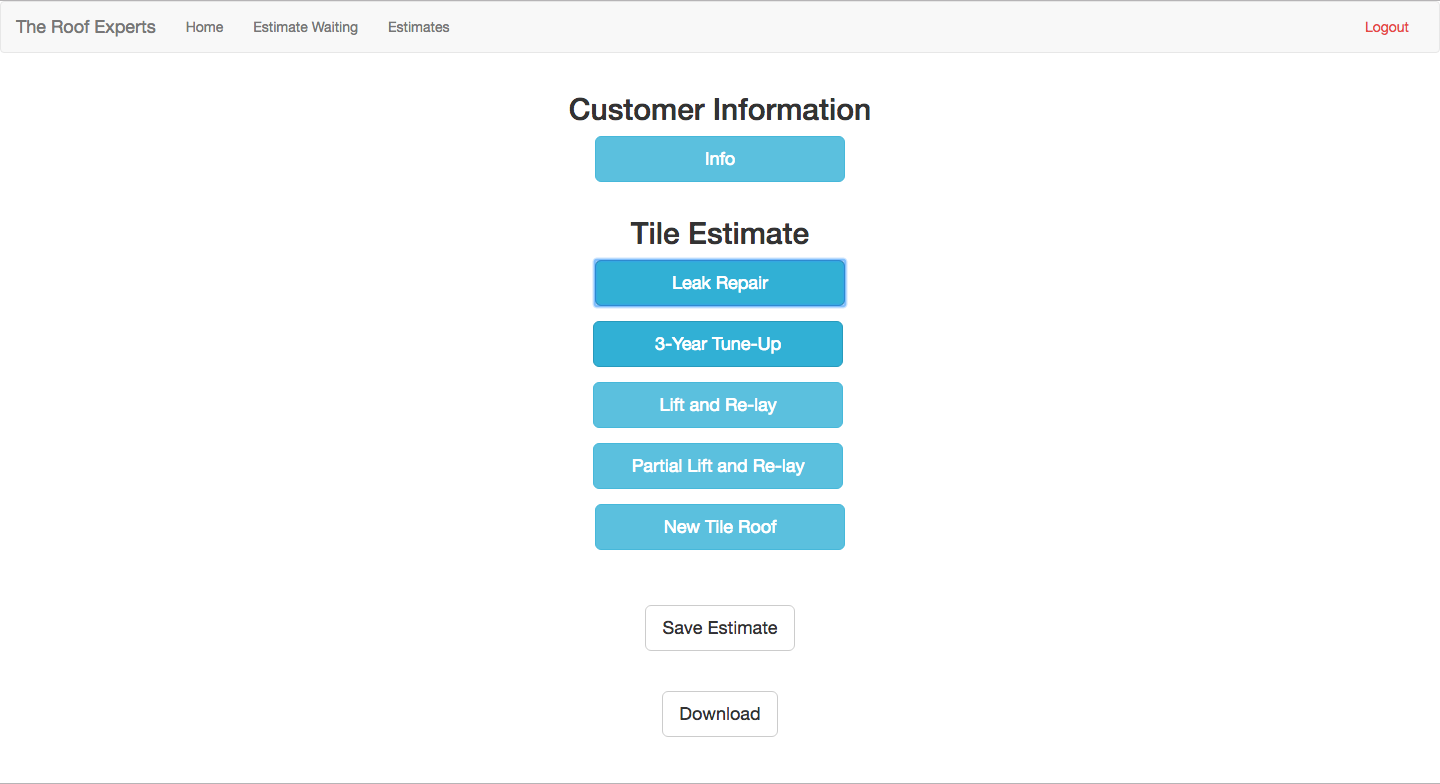 The Roof Experts Home Estimate Waiting Estimates Logout
Customer Information
Info
Tile Estimate
Leak Repair
3-Year Tune-Up
Lift and Re-lay
Partial Lift and Re-lay
New Tile Roof
Save Estimate
Download